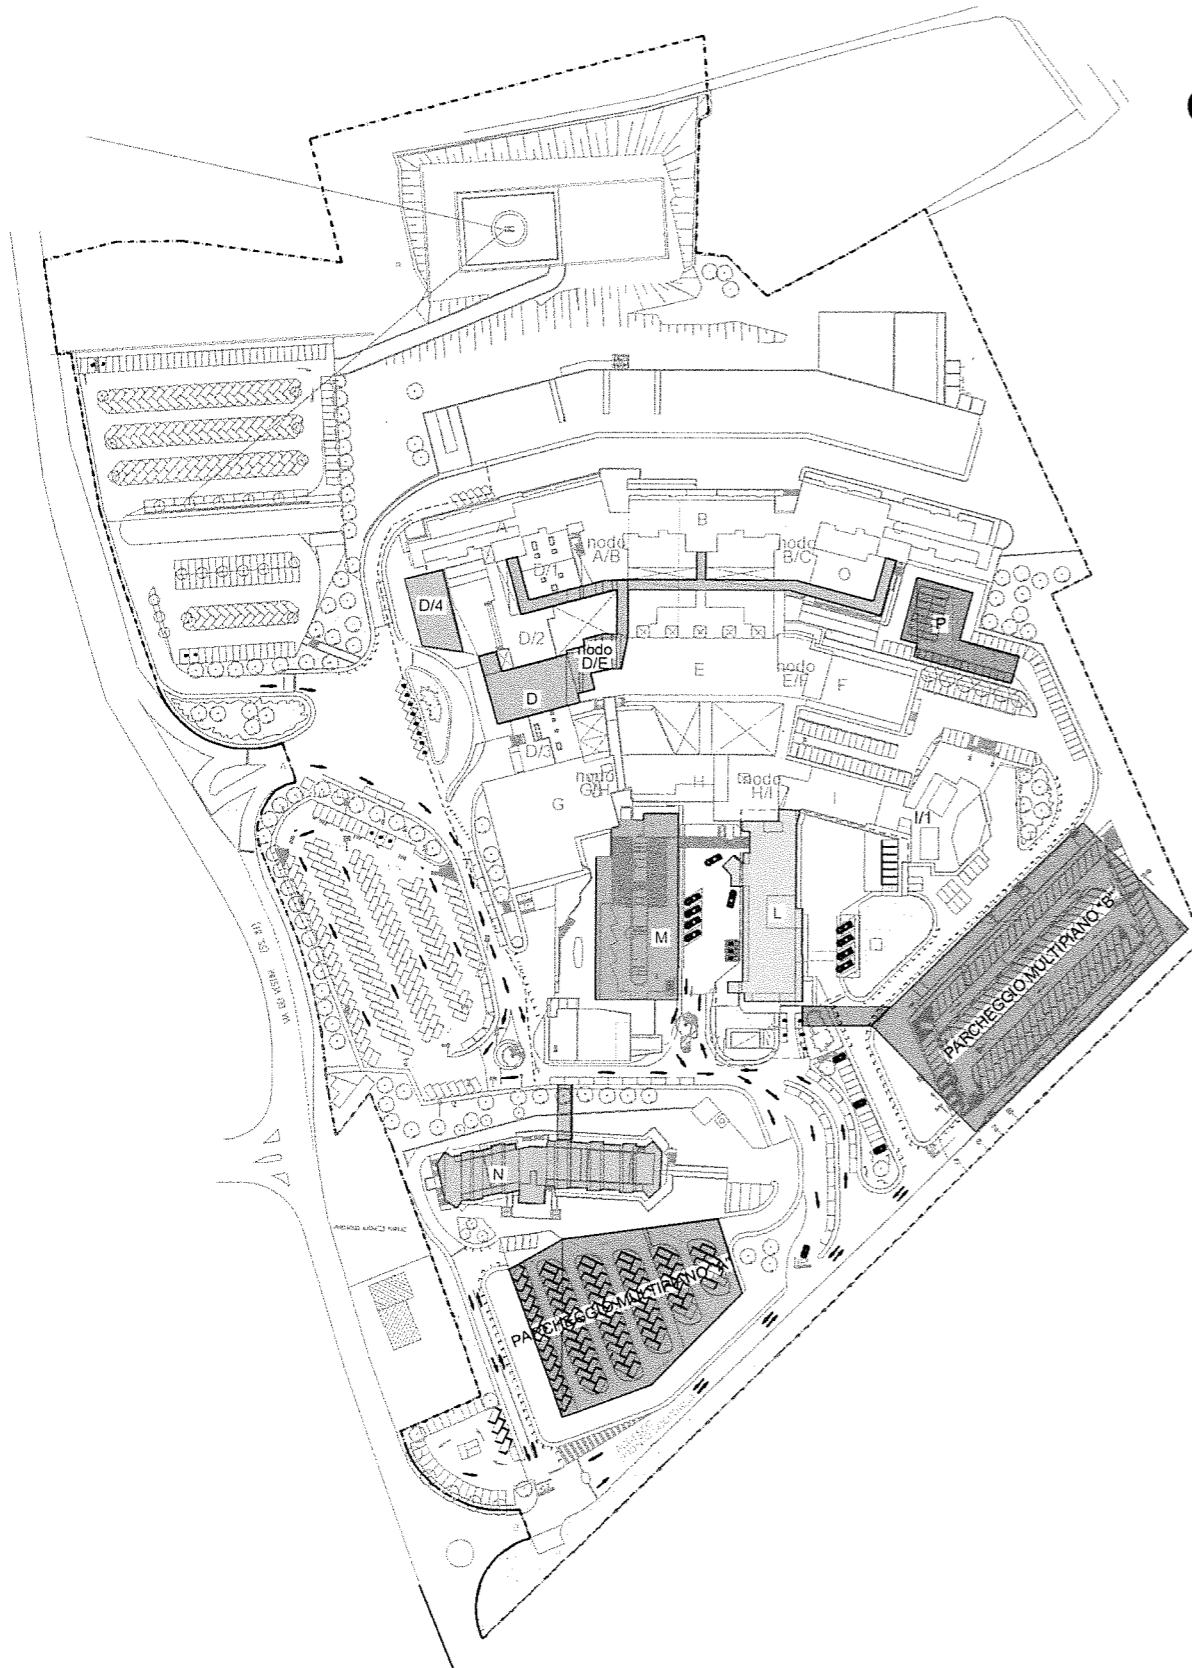 A
B
nodo
A/B
nodo
B/C
D/1
O
D/4
P
D/2
nodo
D/E
E
nodo
E/F
F
D
D/3
nodo
G/H
H
nodo
H/I
I
G
I/1
L
M
PARCHEGGIO MULTIPIANO "B"
N
PARCHEGGIO MULTIPIANO "A"